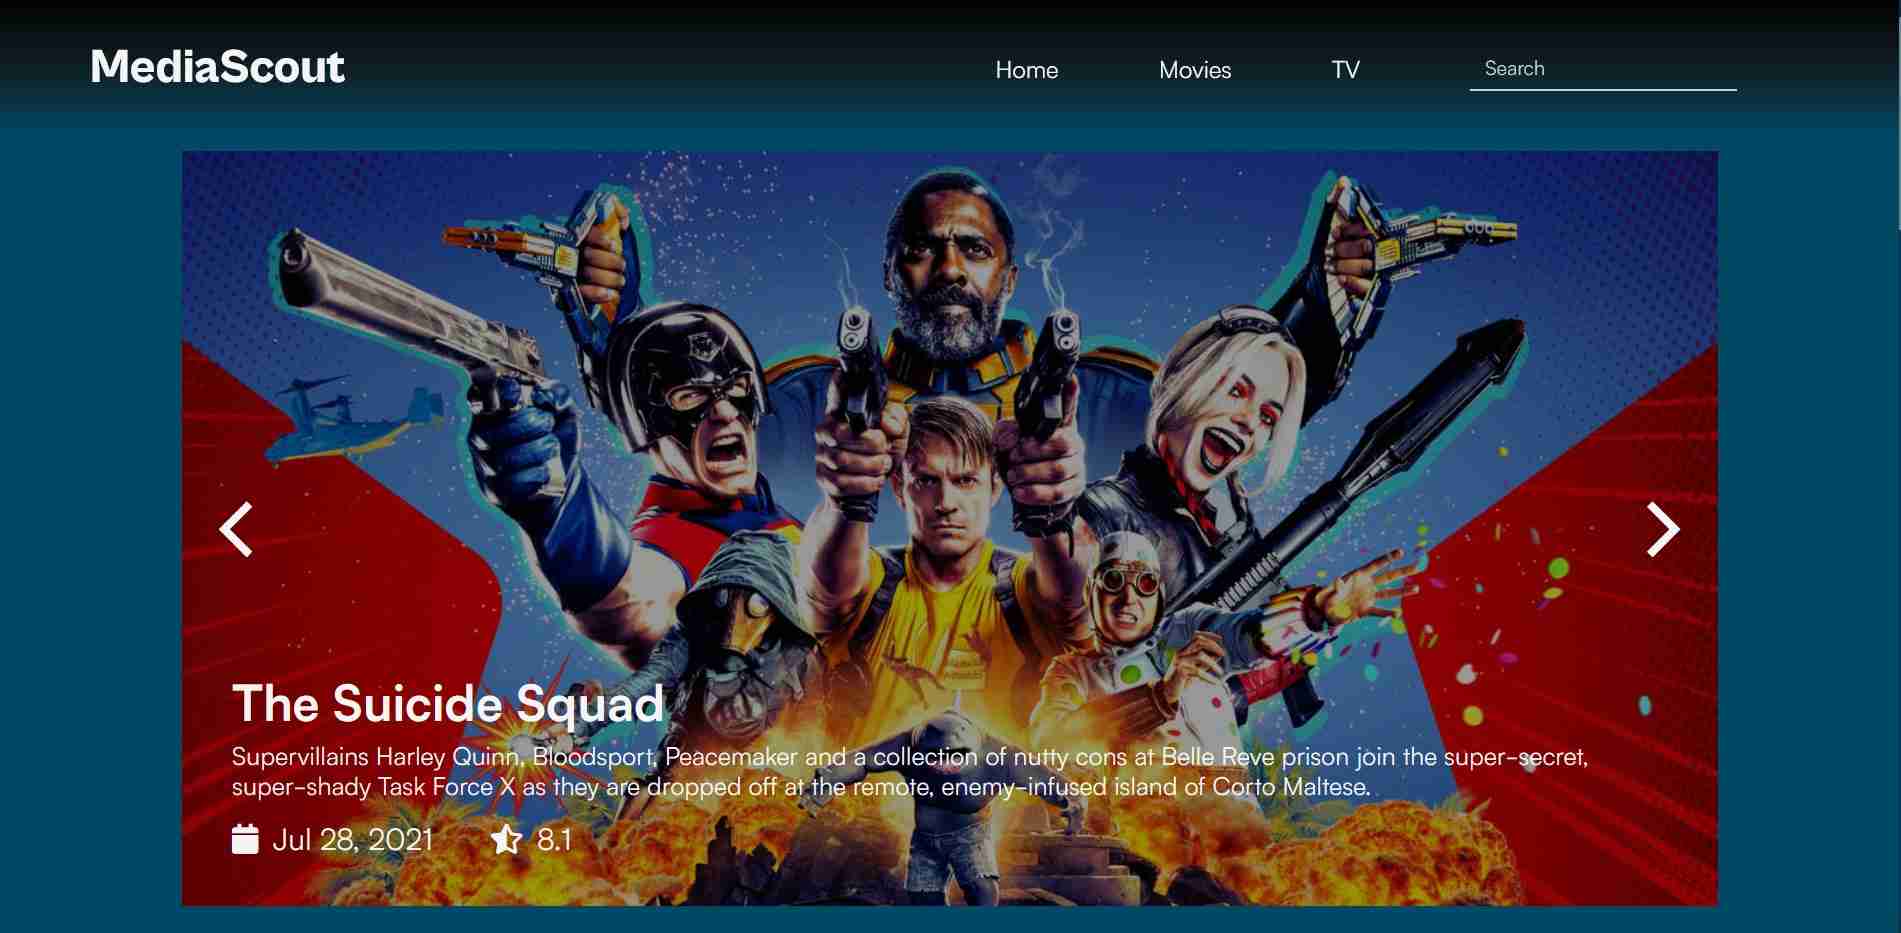 MediaScout
Home
Movies
TV
Search
The Suicide Squad
Supervillains Harley Quinn, Bloodsport, Peacemaker and a collection of nutty cons at Belle Reve prison join the super-secret,
super-shady Task Force X as they are dropped off at the remote, enemy-infused island of Corto Maltese.
Jul 28, 2021
8.1